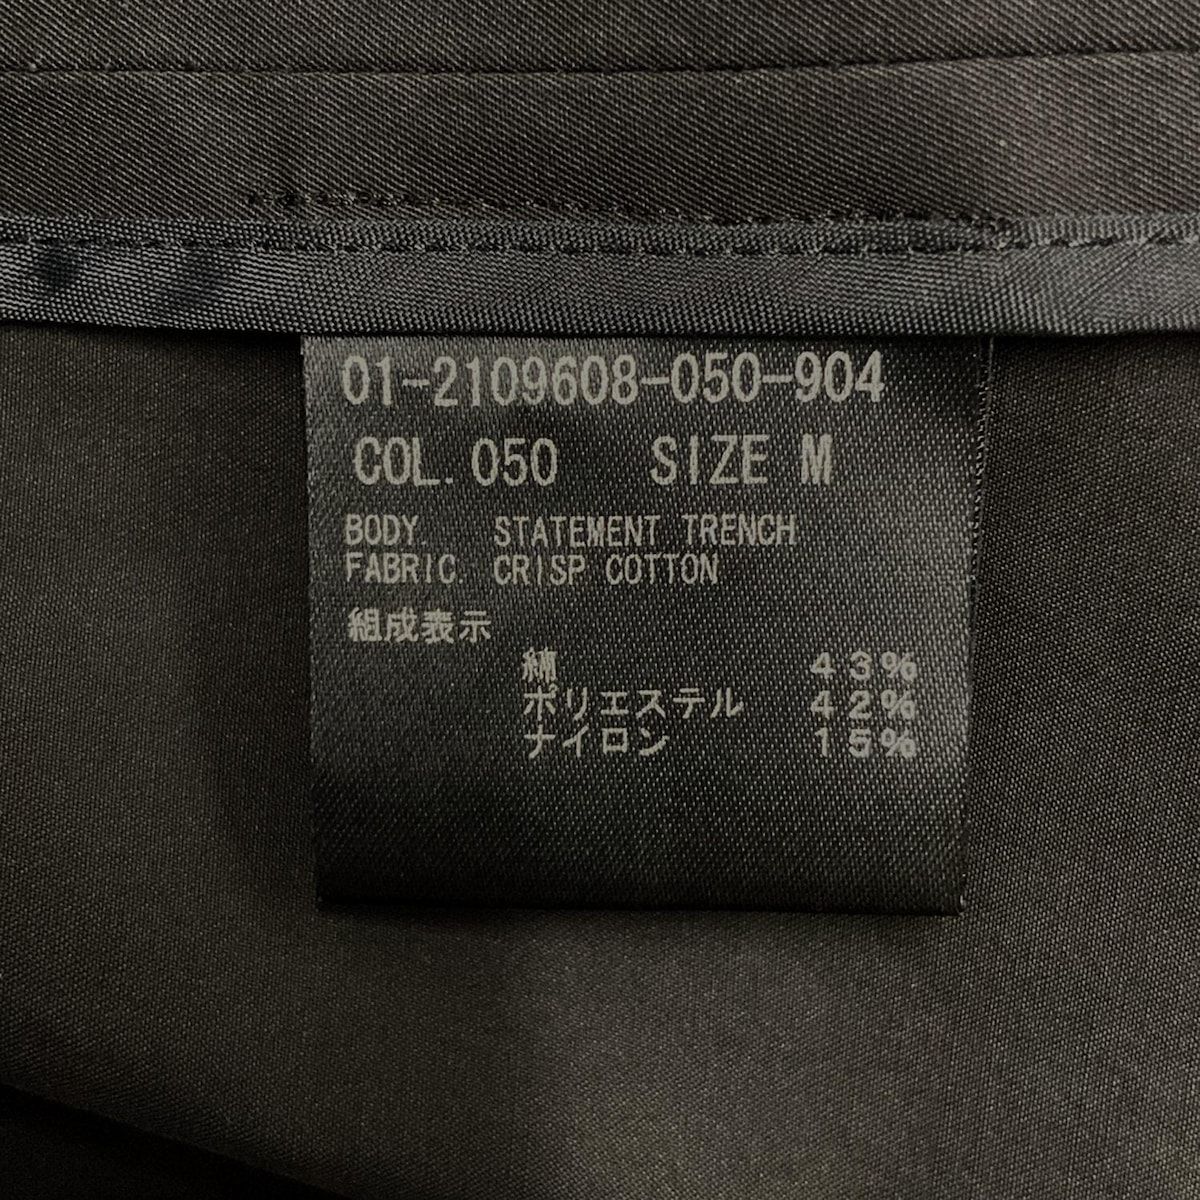 01-2109608-050-904
COL. 050 SIZE M
BODY. STATEMENT TRENCH
FABRIC. CRISP COTTON
組成表示
綿 43%
ポリエステル 42%
ナイロン 15%